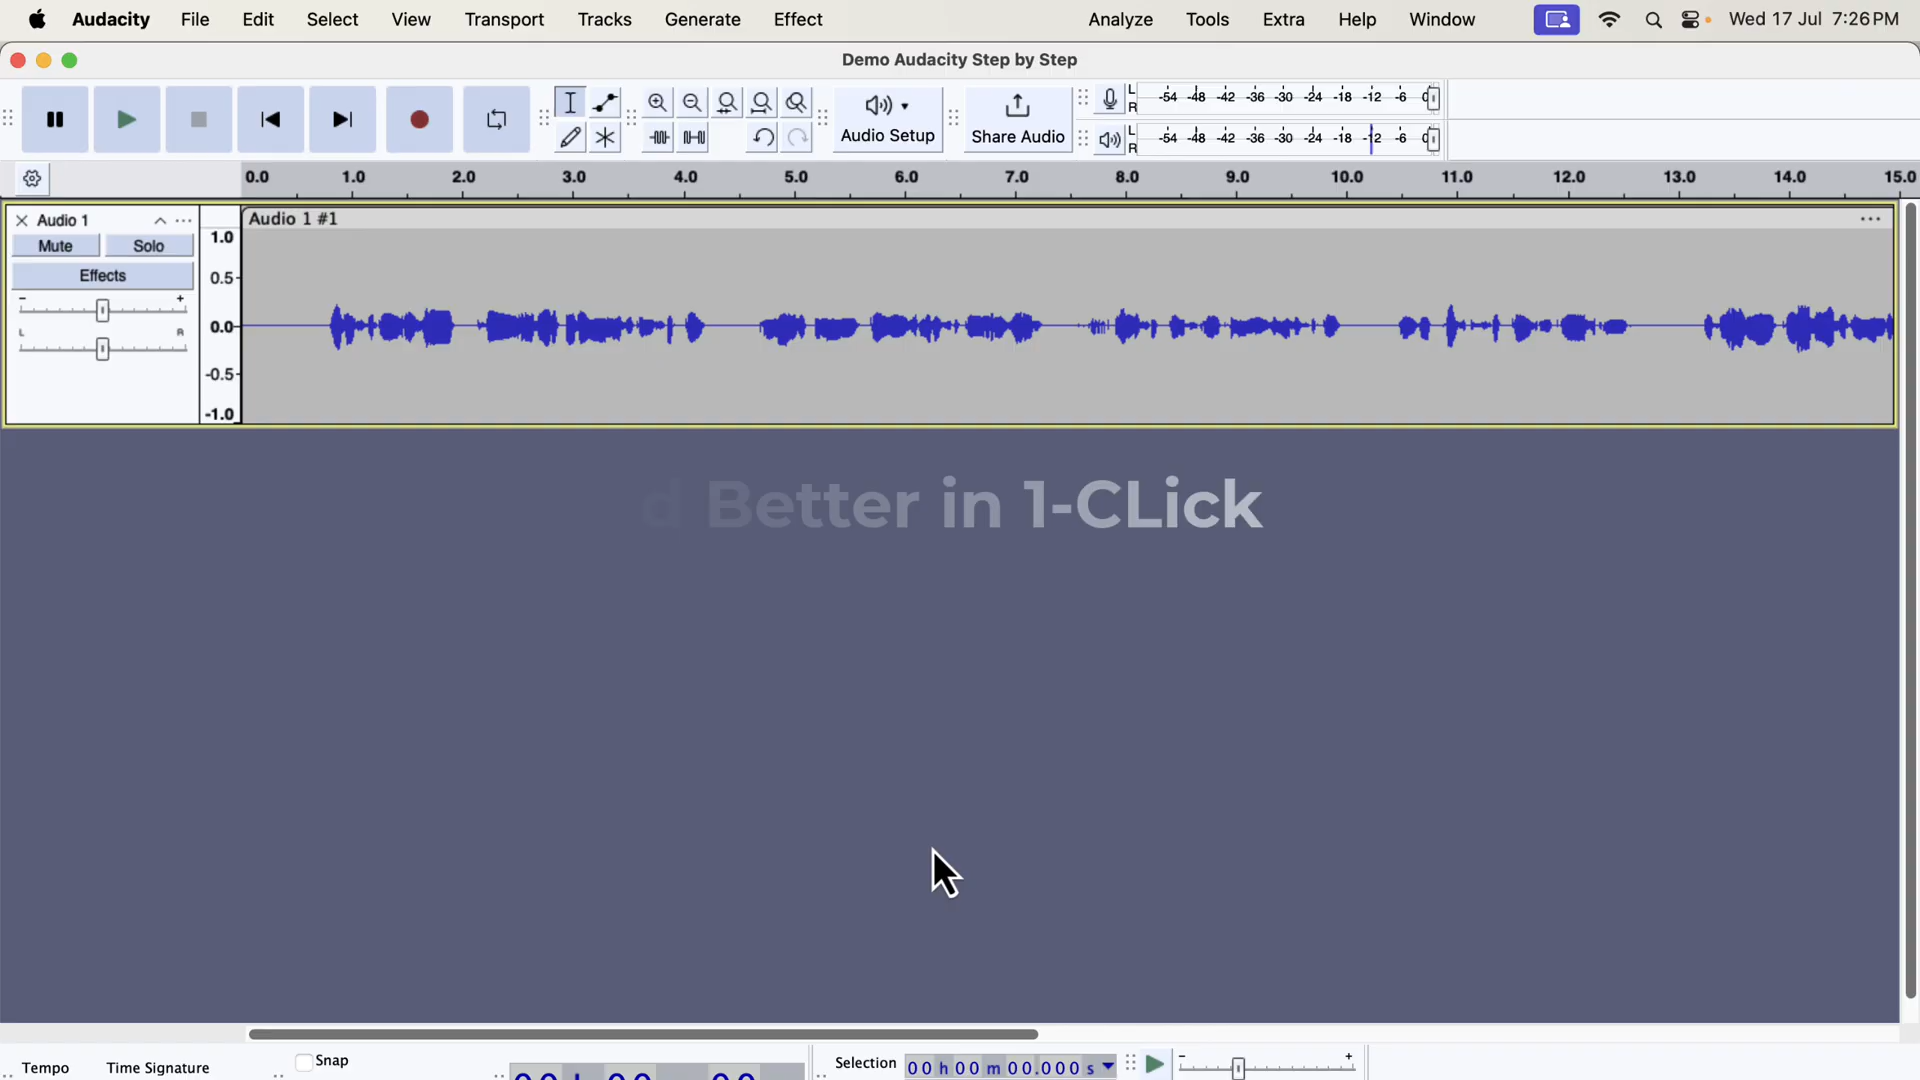 Audacity File Edit Select View Transport Tracks Generate Effect Analyze Tools Extra Help Window Wed 17 Jul 7:26 PM
Demo Audacity Step by Step
Audio Setup
Share Audio
L -54 -48 -42 -36 -30 -24 -18 -12 -6 0
R
L -54 -48 -42 -36 -30 -24 -18 -12 -6 0
R
0.0 1.0 2.0 3.0 4.0 5.0 6.0 7.0 8.0 9.0 10.0 11.0 12.0 13.0 14.0 15.0
Audio 1
Audio 1 #1
Mute Solo
Effects
- +
L R
1.0
0.5
0.0
-0.5
-1.0
d Better in 1-CLick
Tempo Time Signature
Snap
Selection 00 h 00 m 00.000 s
- +